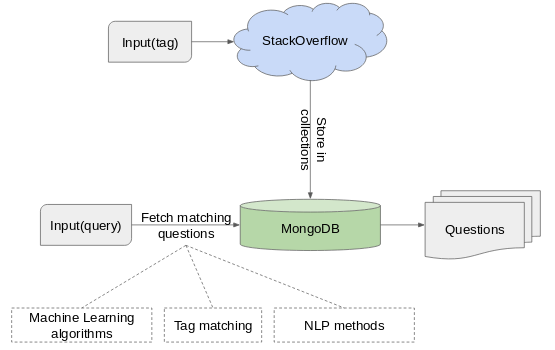 Input(tag)
StackOverflow
Store in
collections
Input(query)
Fetch matching
questions
MongoDB
Questions
Machine Learning
algorithms
Tag matching
NLP methods